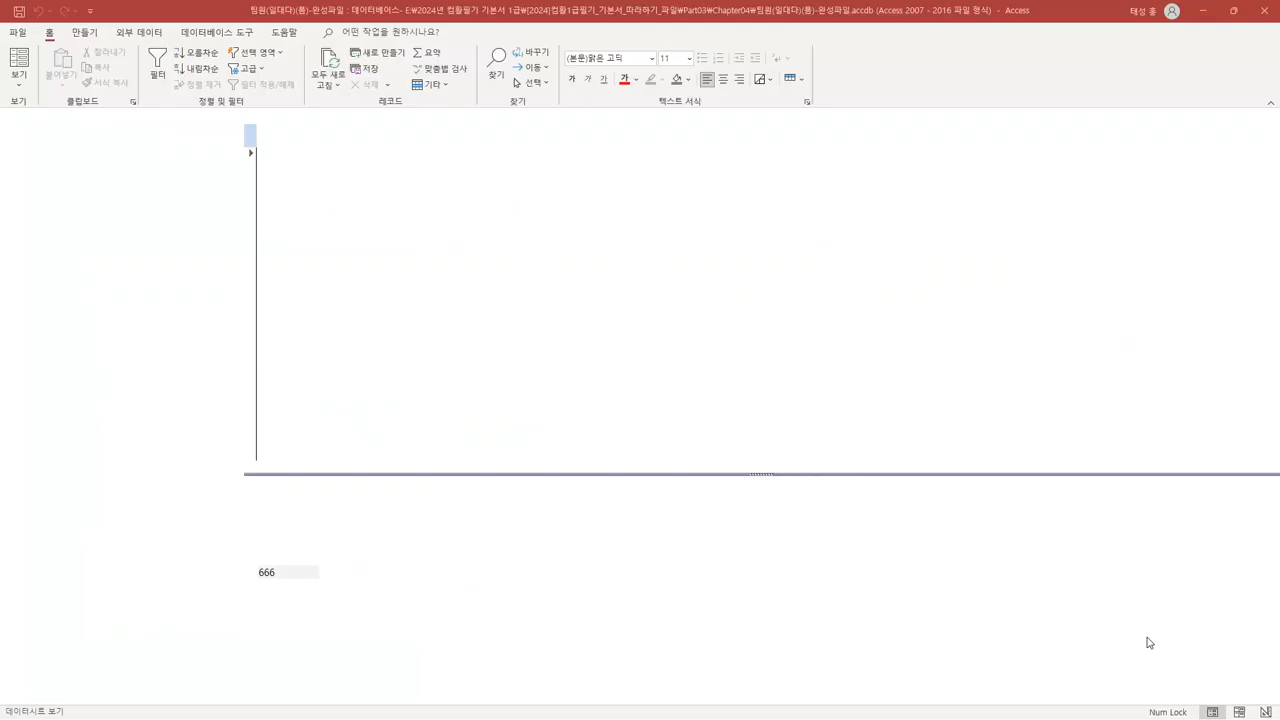 팀원(일대다)(폼)-완성파일 : 데이터베이스- E:₩2024년 컴활필기 기본서 1급₩[2024]컴활1급필기_기본서_따라하기_파일₩Part03₩Chapter04₩팀원(일대다)(폼)-완성파일.accdb (Access 2007 - 2016 파일 형식) - Access
태성 홍
파일 홈 만들기 외부 데이터 데이터베이스 도구 도움말 어떤 작업을 원하시나요?
보기
붙여넣기
잘라내기
복사
서식 복사
클립보드
필터
오름차순
내림차순
정렬 제거
선택 영역
고급
필터 적용/해제
정렬 및 필터
모두 새로 고침
새로 만들기
저장
삭제
요약
맞춤법 검사
기타
레코드
찾기
바꾸기
이동
선택
찾기
(본문)맑은 고딕
11
가 가 가 가
텍스트 서식
666
데이터시트 보기
Num Lock